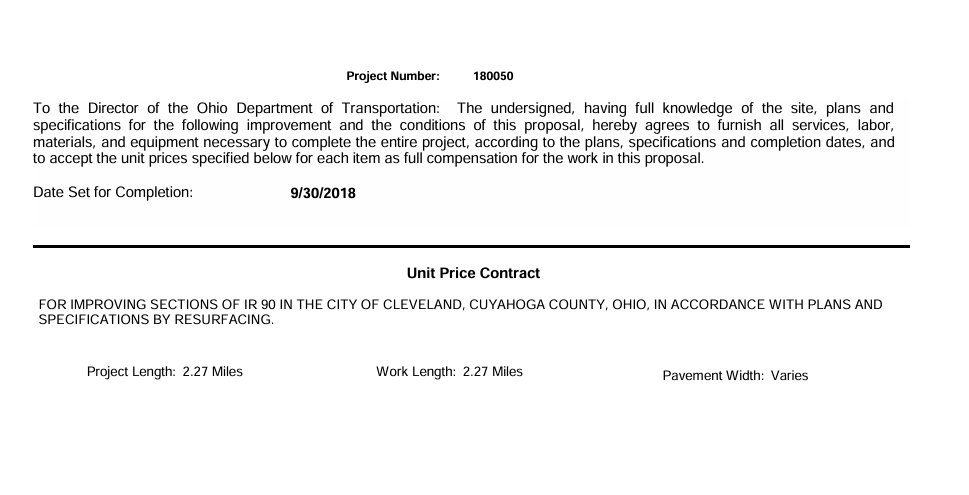 Project Number: 180050
To the Director of the Ohio Department of Transportation: The undersigned, having full knowledge of the site, plans and
specifications for the following improvement and the conditions of this proposal, hereby agrees to furnish all services, labor,
materials, and equipment necessary to complete the entire project, according to the plans, specifications and completion dates, and
to accept the unit prices specified below for each item as full compensation for the work in this proposal.
Date Set for Completion: 9/30/2018
Unit Price Contract
FOR IMPROVING SECTIONS OF IR 90 IN THE CITY OF CLEVELAND, CUYAHOGA COUNTY, OHIO, IN ACCORDANCE WITH PLANS AND
SPECIFICATIONS BY RESURFACING.
Project Length: 2.27 Miles Work Length: 2.27 Miles Pavement Width: Varies